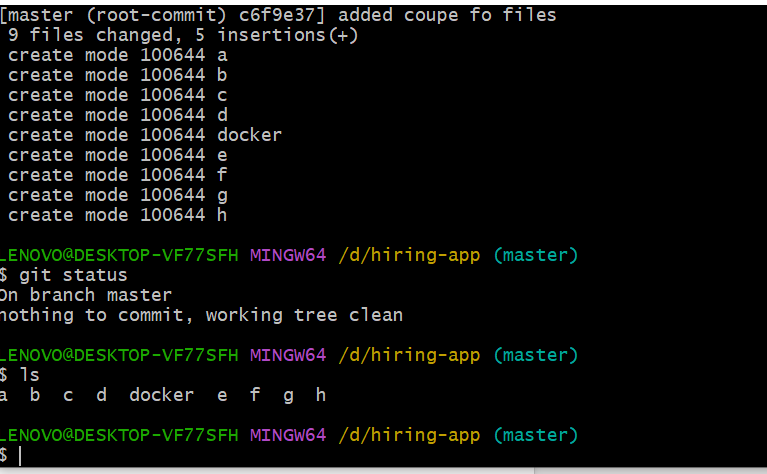 [master (root-commit) c6f9e37] added coupe fo files
 9 files changed, 5 insertions(+)
 create mode 100644 a
 create mode 100644 b
 create mode 100644 c
 create mode 100644 d
 create mode 100644 docker
 create mode 100644 e
 create mode 100644 f
 create mode 100644 g
 create mode 100644 h
LENOVO@DESKTOP-VF77SFH MINGW64 /d/hiring-app (master)
$ git status
On branch master
nothing to commit, working tree clean
LENOVO@DESKTOP-VF77SFH MINGW64 /d/hiring-app (master)
$ ls
a  b  c  d  docker  e  f  g  h
LENOVO@DESKTOP-VF77SFH MINGW64 /d/hiring-app (master)
$